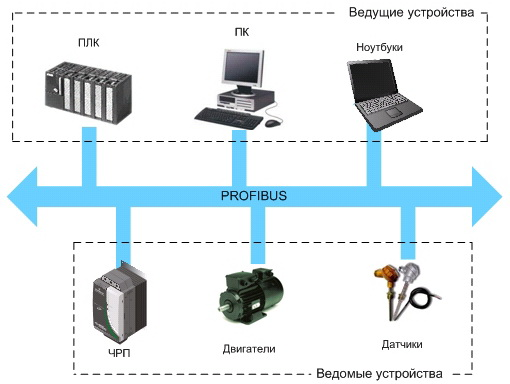 Ведущие устройства
ПЛК
ПК
Ноутбуки
PROFIBUS
ЧРП
Двигатели
Датчики
Ведомые устройства